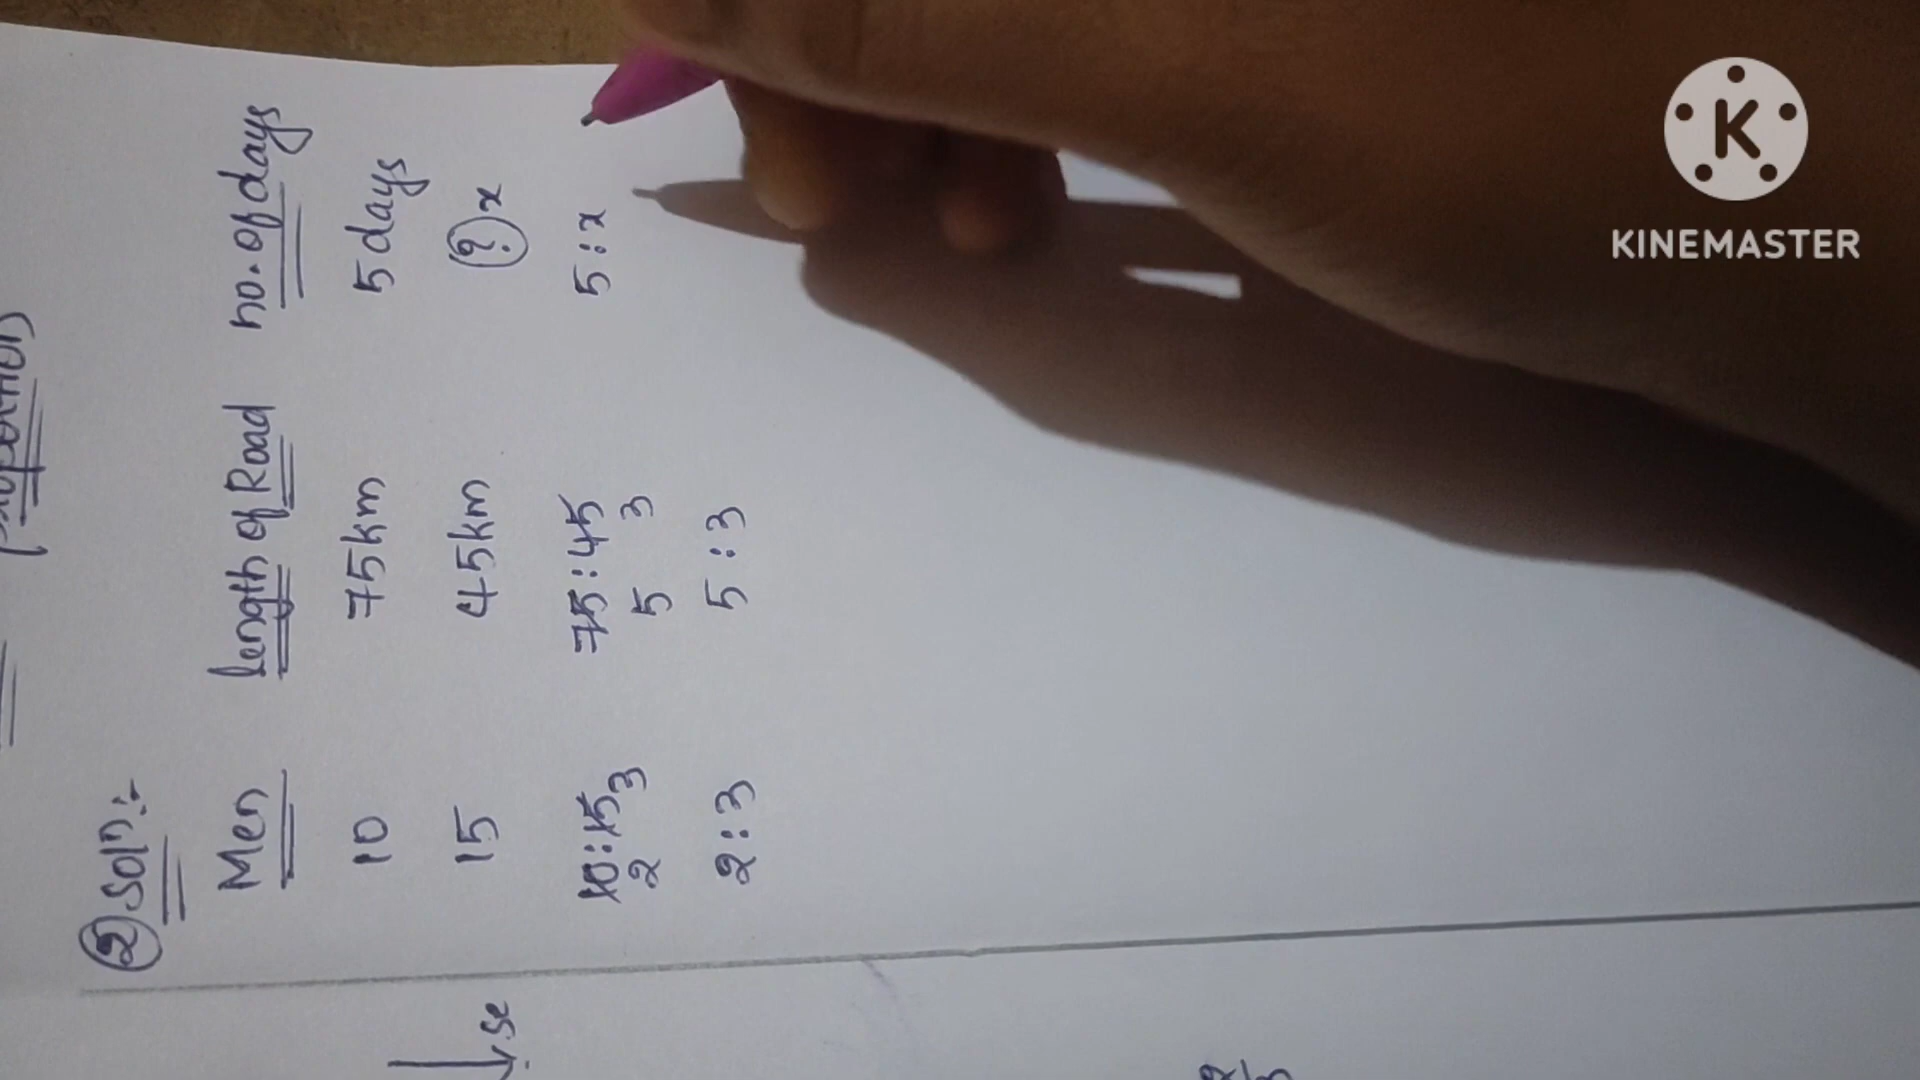 ② Soln:-
Men length of Road no. of days
10 75km 5 days
15 45km ? x
10:15 75:45 5:x
2 3 5 3
2:3 5:3
KINEMASTER